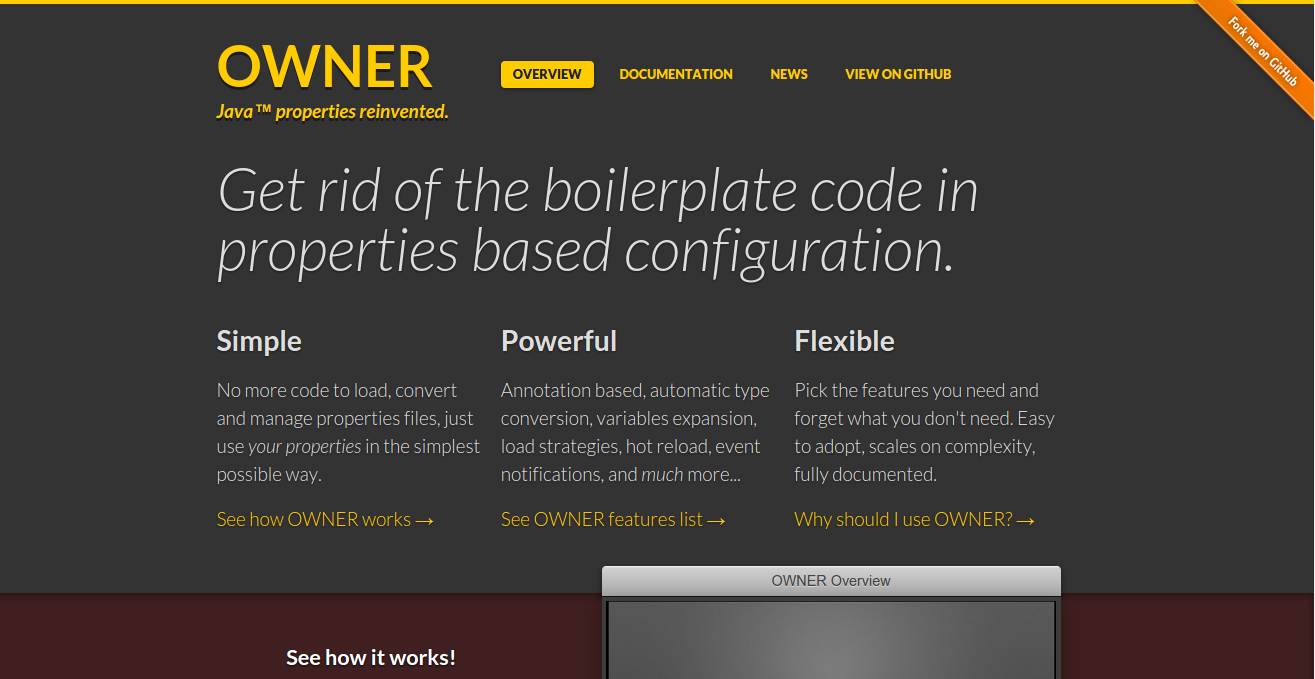 OWNER
Java™ properties reinvented.
OVERVIEW
DOCUMENTATION
NEWS
VIEW ON GITHUB
Fork me on GitHub
Get rid of the boilerplate code in
properties based configuration.
Simple
No more code to load, convert
and manage properties files, just
use your properties in the simplest
possible way.
See how OWNER works →
Powerful
Annotation based, automatic type
conversion, variables expansion,
load strategies, hot reload, event
notifications, and much more...
See OWNER features list →
Flexible
Pick the features you need and
forget what you don't need. Easy
to adopt, scales on complexity,
fully documented.
Why should I use OWNER? →
OWNER Overview
See how it works!